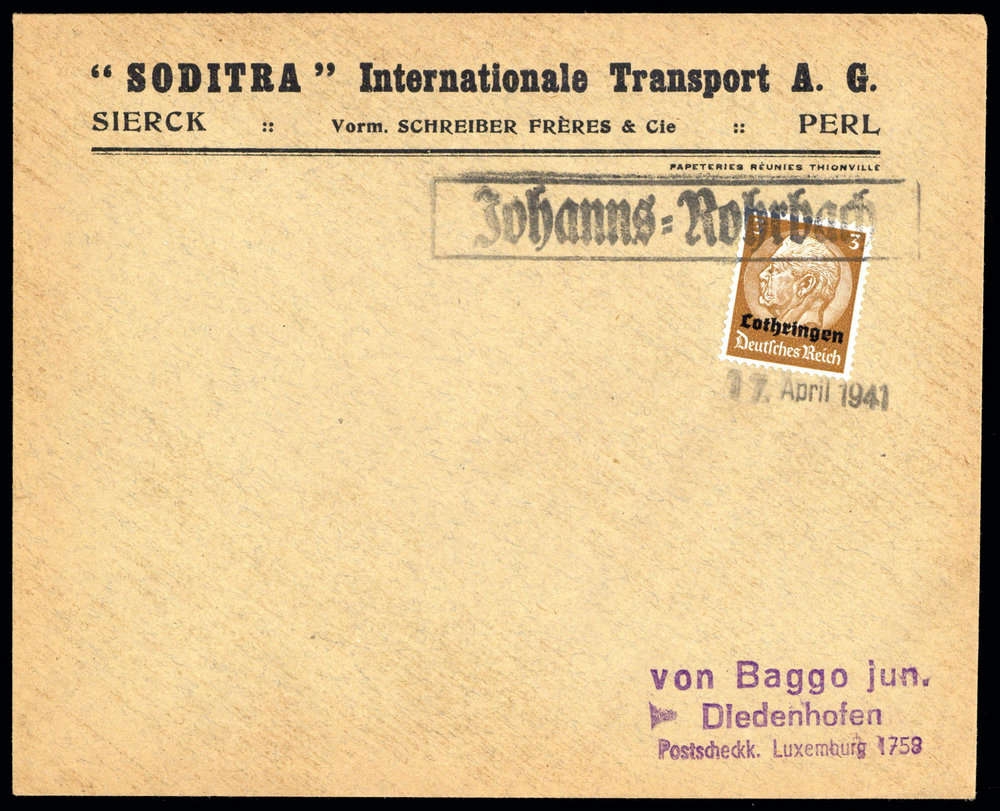 “ SODITRA ” Internationale Transport A. G.
SIERCK :: Vorm. SCHREIBER FRÈRES & Cie :: PERL
PAPETERIES RÉUNIES THIONVILLE
Johanns=Rohrbach
3
Lothringen
Deutsches Reich
17. April 1941
von Baggo jun.
Diedenhofen
Postscheckk. Luxemburg 1758